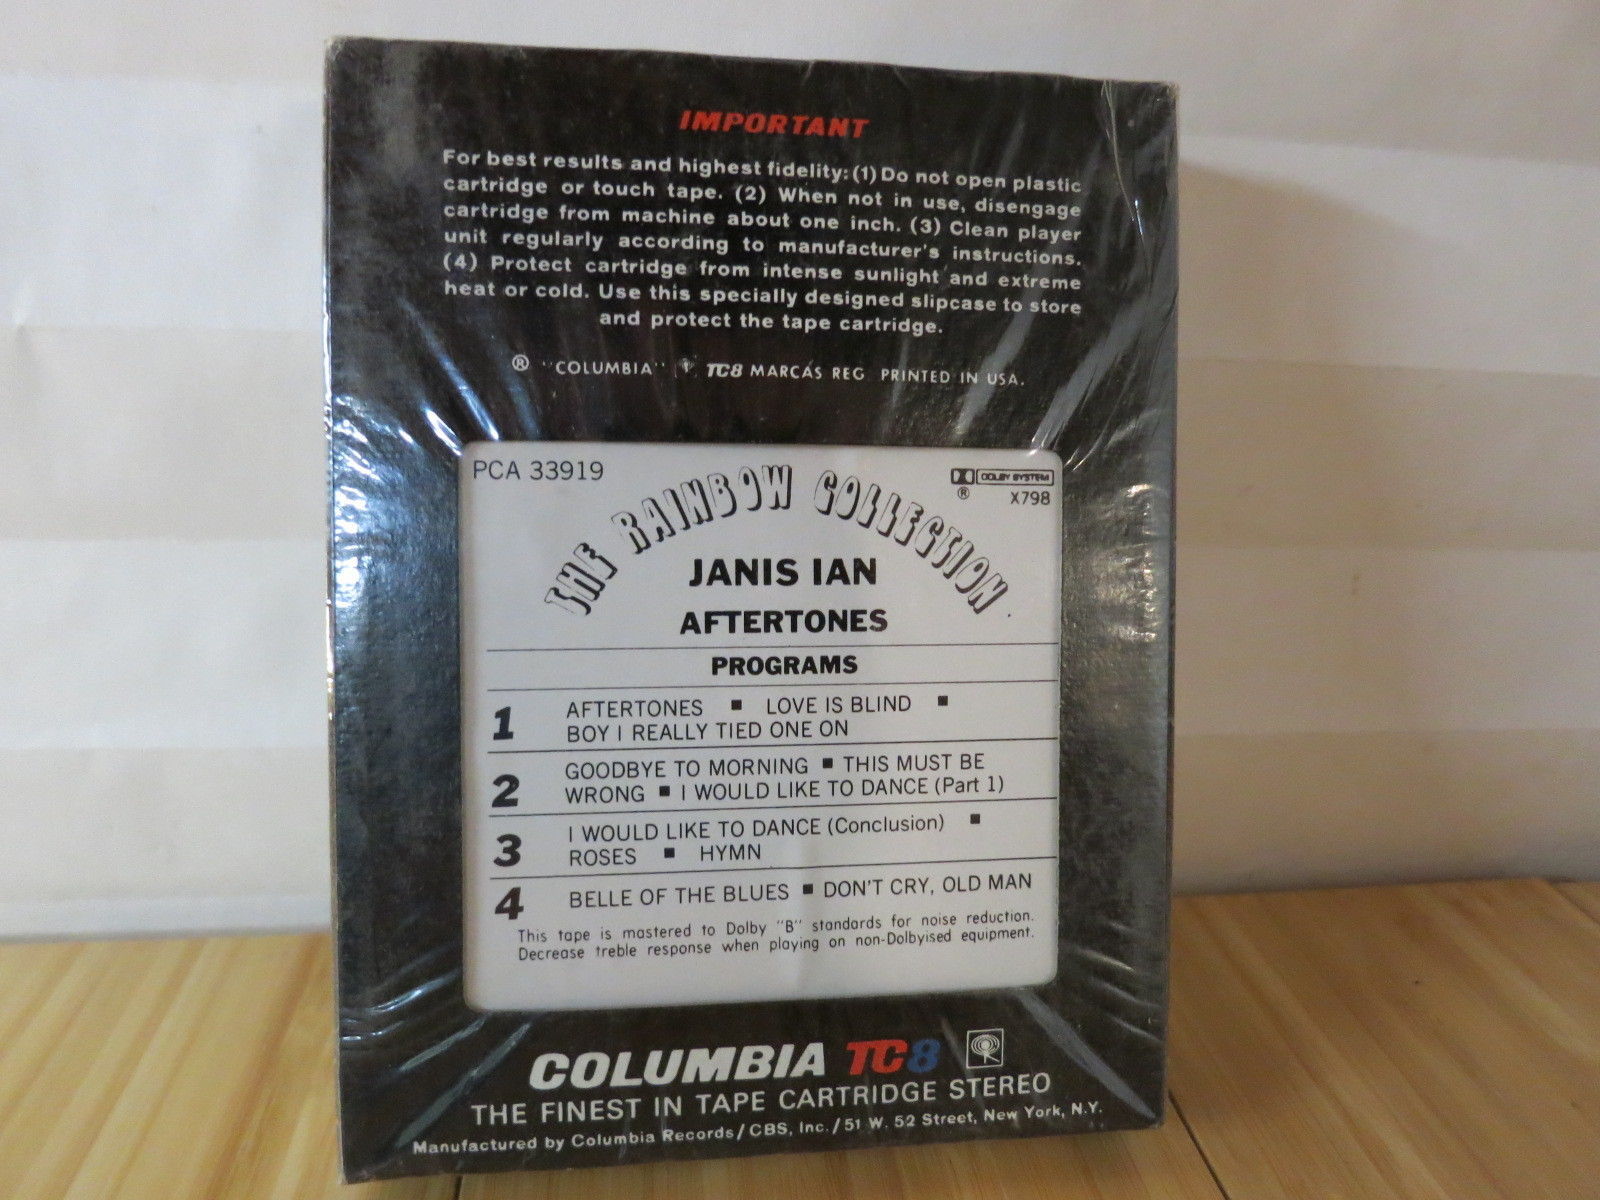 IMPORTANT
For best results and highest fidelity: (1) Do not open plastic
cartridge or touch tape. (2) When not in use, disengage
cartridge from machine about one inch. (3) Clean player
unit regularly according to manufacturer's instructions.
(4) Protect cartridge from intense sunlight and extreme
heat or cold. Use this specially designed slipcase to store
and protect the tape cartridge.
® "COLUMBIA" TC8 MARCAS REG. PRINTED IN USA.
PCA 33919
DOLBY SYSTEM
® X798
THE RAINBOW COLLECTION
JANIS IAN
AFTERTONES
PROGRAMS
1 AFTERTONES ■ LOVE IS BLIND ■
BOY I REALLY TIED ONE ON
2 GOODBYE TO MORNING ■ THIS MUST BE
WRONG ■ I WOULD LIKE TO DANCE (Part 1)
3 I WOULD LIKE TO DANCE (Conclusion) ■
ROSES ■ HYMN
4 BELLE OF THE BLUES ■ DON'T CRY, OLD MAN
This tape is mastered to Dolby "B" standards for noise reduction.
Decrease treble response when playing on non-Dolbyised equipment.
COLUMBIA TC8
THE FINEST IN TAPE CARTRIDGE STEREO
Manufactured by Columbia Records/CBS, Inc./51 W. 52 Street, New York, N.Y.